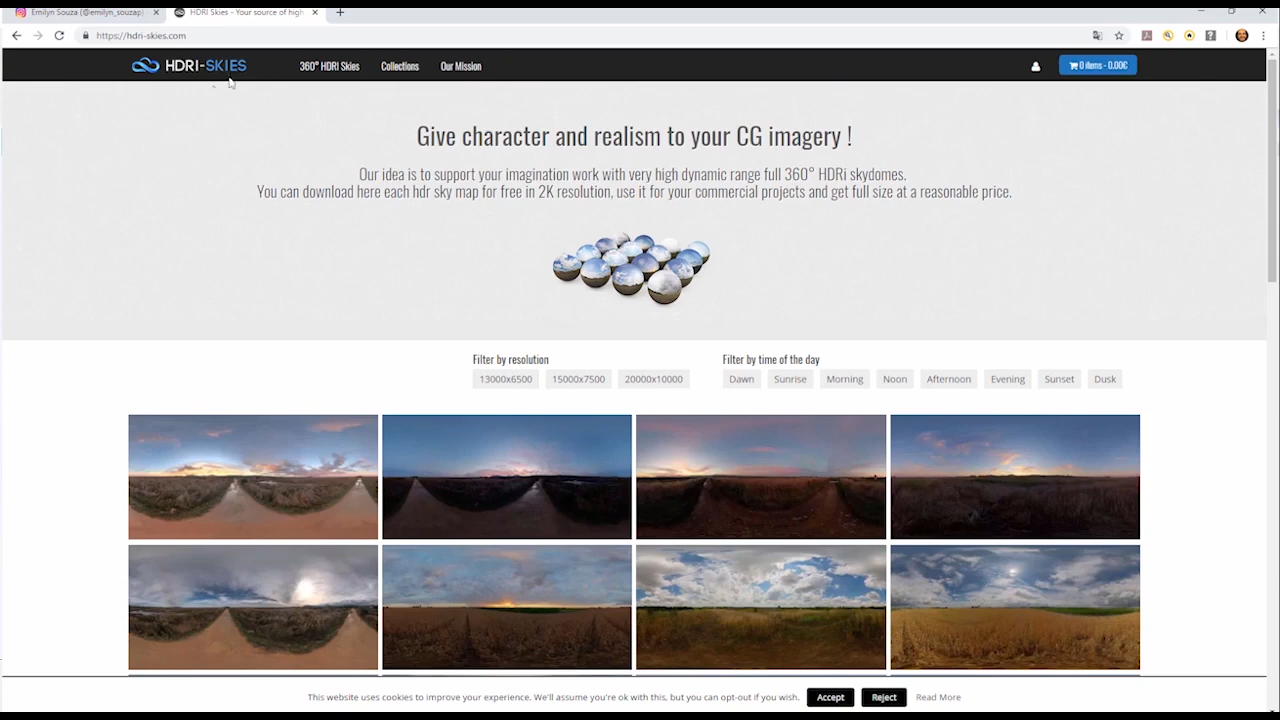 Emilyn Souza (@emilyn_souzap)
HDRI Skies – Your source of high
https://hdri-skies.com
HDRI-SKIES
360° HDRI Skies
Collections
Our Mission
0 items - 0.00€
Give character and realism to your CG imagery !
Our idea is to support your imagination work with very high dynamic range full 360° HDRi skydomes.
You can download here each hdr sky map for free in 2K resolution, use it for your commercial projects and get full size at a reasonable price.
Filter by resolution
13000x6500 15000x7500 20000x10000
Filter by time of the day
Dawn Sunrise Morning Noon Afternoon Evening Sunset Dusk
This website uses cookies to improve your experience. We'll assume you're ok with this, but you can opt-out if you wish. Accept Reject Read More